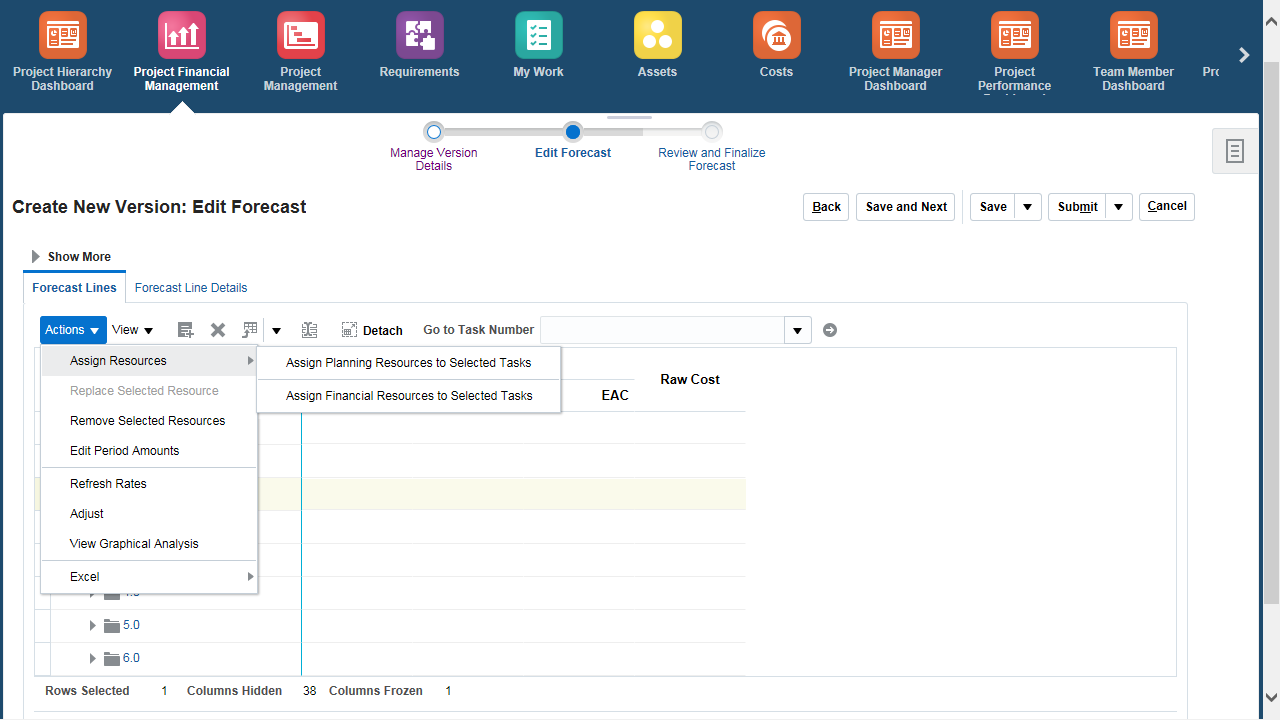 Project Hierarchy Dashboard
Project Financial Management
Project Management
Requirements
My Work
Assets
Costs
Project Manager Dashboard
Project Performance
Team Member Dashboard
Manage Version Details
Edit Forecast
Review and Finalize Forecast
Create New Version: Edit Forecast
Back
Save and Next
Save
Submit
Cancel
Show More
Forecast Lines
Forecast Line Details
Actions
View
Detach
Go to Task Number
Assign Resources
Assign Planning Resources to Selected Tasks
Replace Selected Resource
Assign Financial Resources to Selected Tasks
EAC
Raw Cost
Remove Selected Resources
Edit Period Amounts
Refresh Rates
Adjust
View Graphical Analysis
Excel
5.0
6.0
Rows Selected 1 Columns Hidden 38 Columns Frozen 1